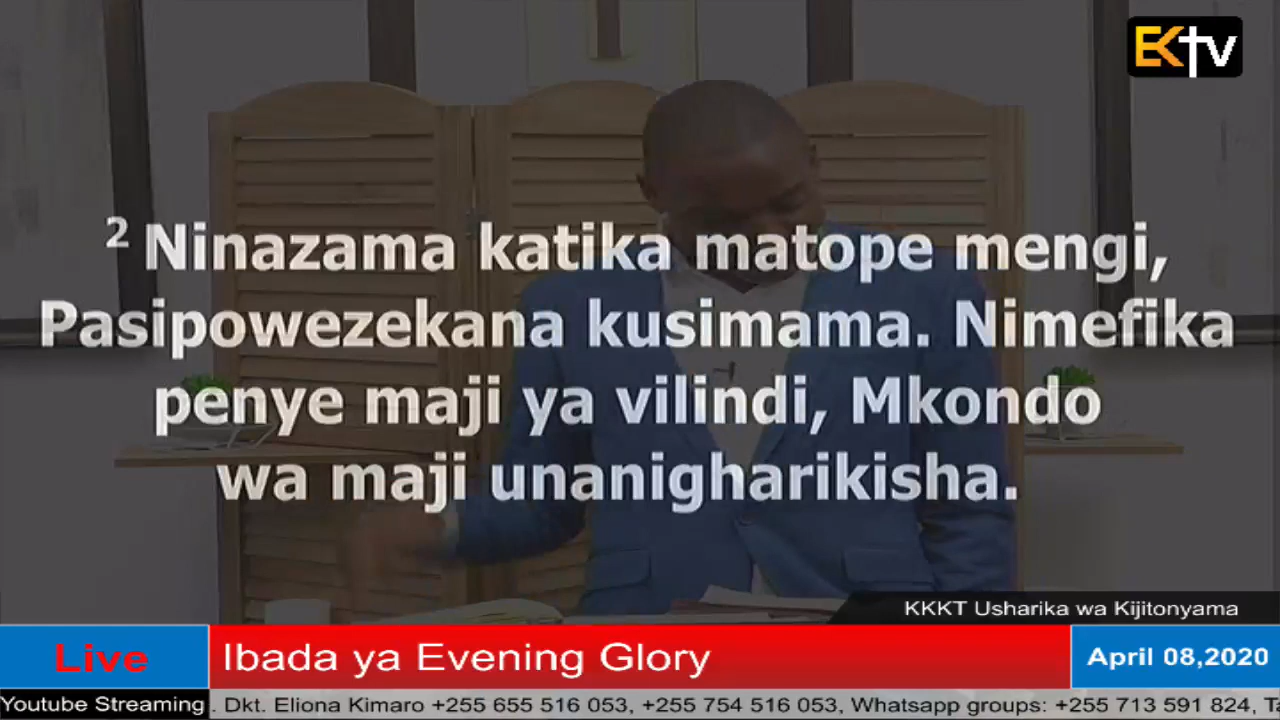 EKTV
2 Ninazama katika matope mengi,
Pasipowezekana kusimama. Nimefika
penye maji ya vilindi, Mkondo
wa maji unanigharikisha.
KKKT Usharika wa Kijitonyama
Live
Ibada ya Evening Glory
April 08,2020
Youtube Streaming
. Dkt. Eliona Kimaro +255 655 516 053, +255 754 516 053, Whatsapp groups: +255 713 591 824,